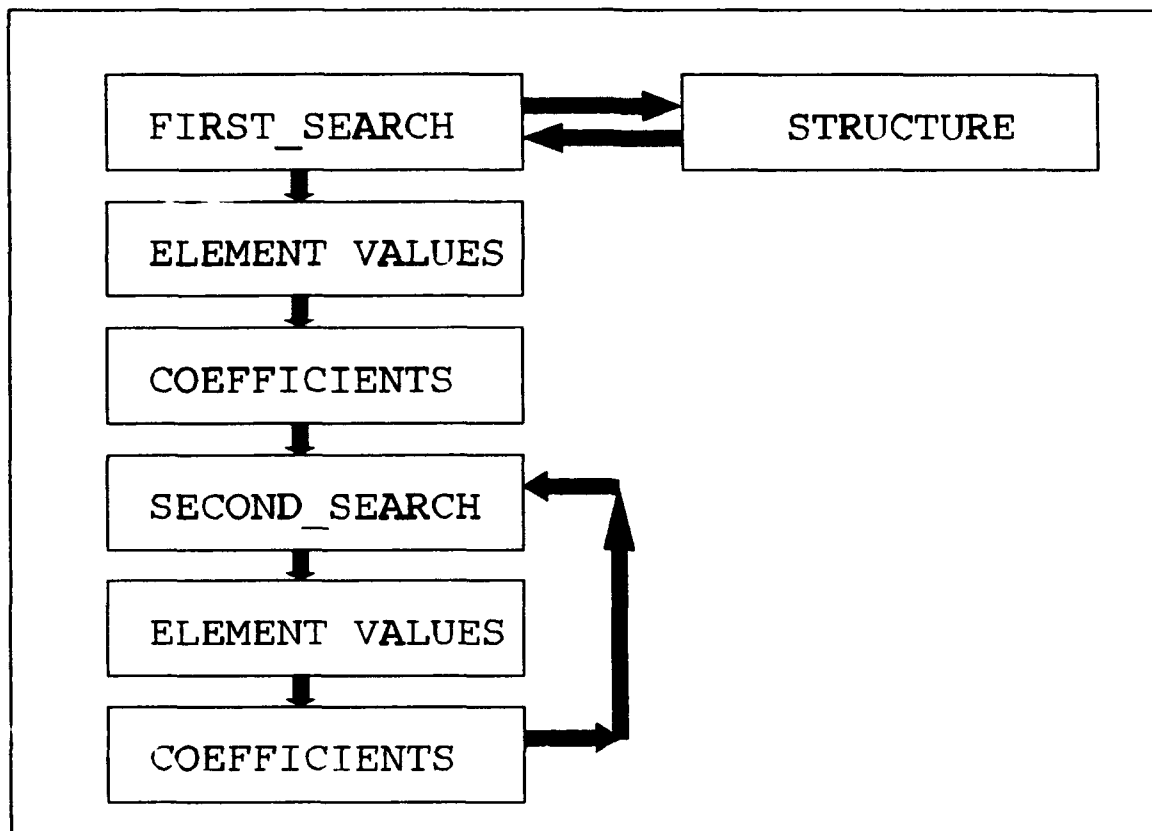 FIRST_SEARCH
STRUCTURE
ELEMENT VALUES
COEFFICIENTS
SECOND_SEARCH
ELEMENT VALUES
COEFFICIENTS